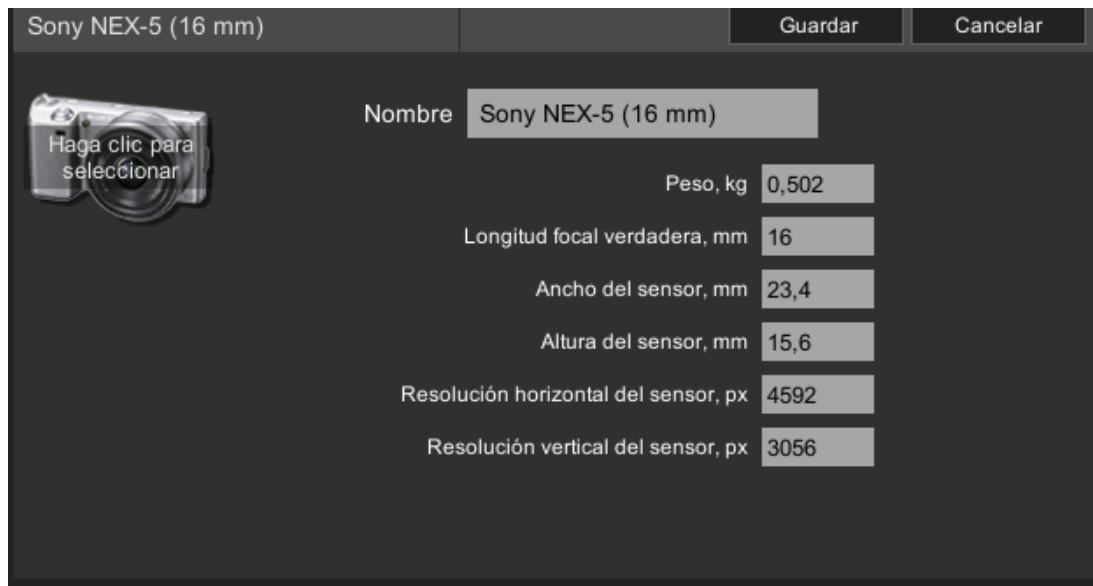 Sony NEX-5 (16 mm)
Guardar
Cancelar
Haga clic para
seleccionar
Nombre Sony NEX-5 (16 mm)
Peso, kg 0,502
Longitud focal verdadera, mm 16
Ancho del sensor, mm 23,4
Altura del sensor, mm 15,6
Resolución horizontal del sensor, px 4592
Resolución vertical del sensor, px 3056